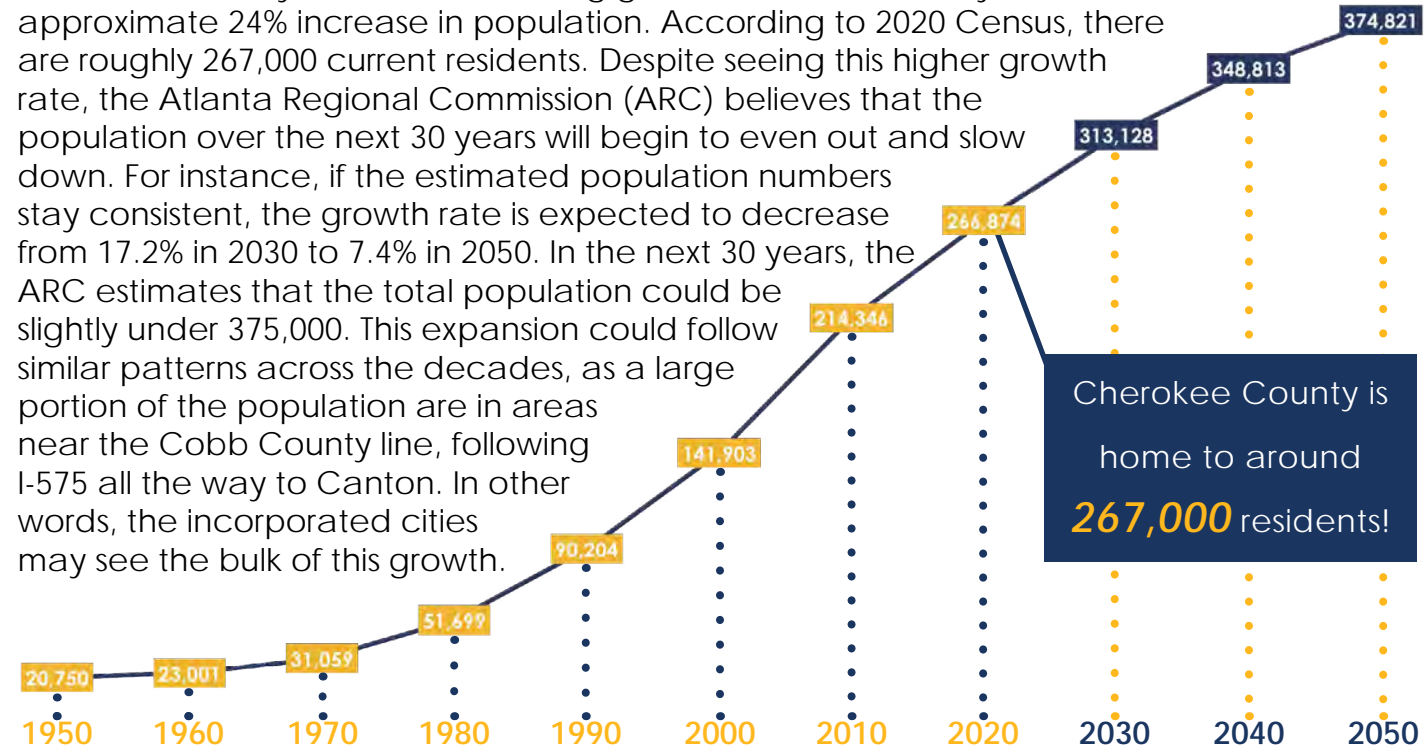 approximate 24% increase in population. According to 2020 Census, there
are roughly 267,000 current residents. Despite seeing this higher growth
rate, the Atlanta Regional Commission (ARC) believes that the
population over the next 30 years will begin to even out and slow
down. For instance, if the estimated population numbers
stay consistent, the growth rate is expected to decrease
from 17.2% in 2030 to 7.4% in 2050. In the next 30 years, the
ARC estimates that the total population could be
slightly under 375,000. This expansion could follow
similar patterns across the decades, as a large
portion of the population are in areas
near the Cobb County line, following
I-575 all the way to Canton. In other
words, the incorporated cities
may see the bulk of this growth.
374,821
348,813
313,128
266,874
214,346
141,903
90,204
51,699
31,059
23,001
20,750
Cherokee County is
home to around
267,000 residents!
1950 1960 1970 1980 1990 2000 2010 2020 2030 2040 2050